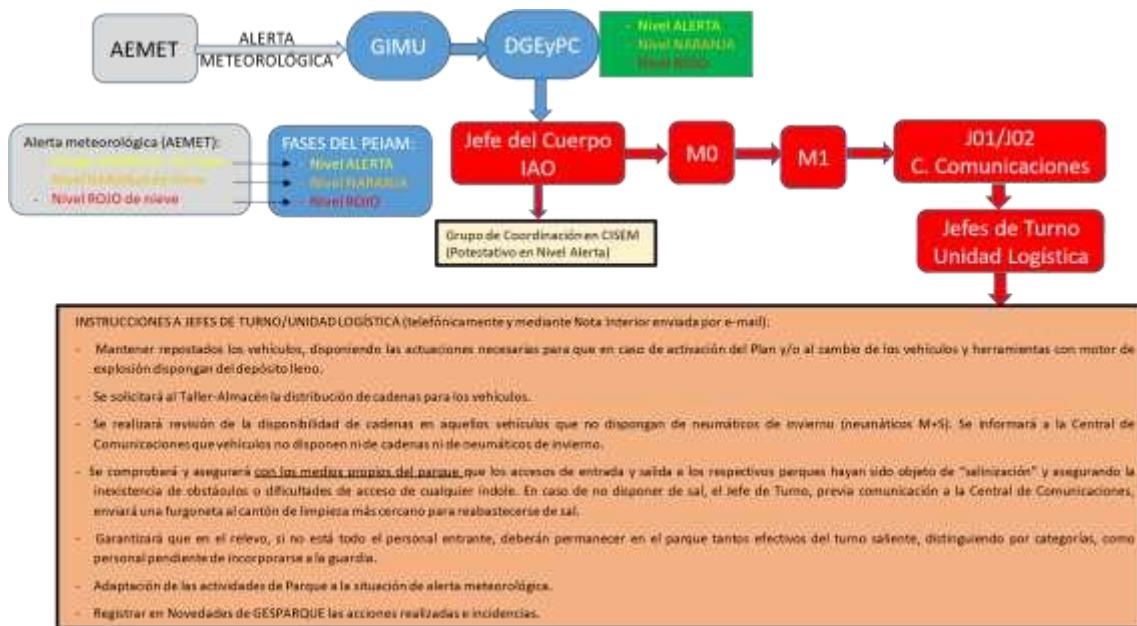 AEMET
ALERTA
METEOROLÓGICA
GIMU
DGEyPC
- Nivel ALERTA
- Nivel NARANJA
- Nivel ROJO
Alerta meteorológica (AEMET):
- Nivel NARANJA de nieve
- Nivel ROJO de nieve
FASES DEL PEIAM:
- Nivel ALERTA
- Nivel NARANJA
- Nivel ROJO
Jefe del Cuerpo
IAO
M0
M1
J01/J02
C. Comunicaciones
Grupo de Coordinación en CISEM
(Potestativo en Nivel Alerta)
Jefes de Turno
Unidad Logística
INSTRUCCIONES A JEFES DE TURNO/UNIDAD LOGÍSTICA (telefónicamente y mediante Nota Interior enviada por e-mail):
- Mantener repostados los vehículos, disponiendo las actuaciones necesarias para que en caso de activación del Plan y/o al cambio de los vehículos y herramientas con motor de
explosión dispongan del depósito lleno.
- Se solicitará al Taller-Almacén la distribución de cadenas para los vehículos.
- Se realizará revisión de la disponibilidad de cadenas en aquellos vehículos que no dispongan de neumáticos de invierno (neumáticos M+S). Se informará a la Central de
Comunicaciones que vehículos no disponen ni de cadenas ni de neumáticos de invierno.
- Se comprobará y asegurará con los medios propios del parque que los accesos de entrada y salida a los respectivos parques hayan sido objeto de "salinización" y asegurando la
inexistencia de obstáculos o dificultades de acceso de cualquier índole. En caso de no disponer de sal, el Jefe de Turno, previa comunicación a la Central de Comunicaciones,
enviará una furgoneta al cantón de limpieza más cercano para reabastecerse de sal.
- Garantizará que en el relevo, si no está todo el personal entrante, deberán permanecer en el parque tantos efectivos del turno saliente, distinguiendo por categorías, como
personal pendiente de incorporarse a la guardia.
- Adaptación de las actividades de Parque a la situación de alerta meteorológica.
- Registrar en Novedades de GESPARQUE las acciones realizadas e incidencias.